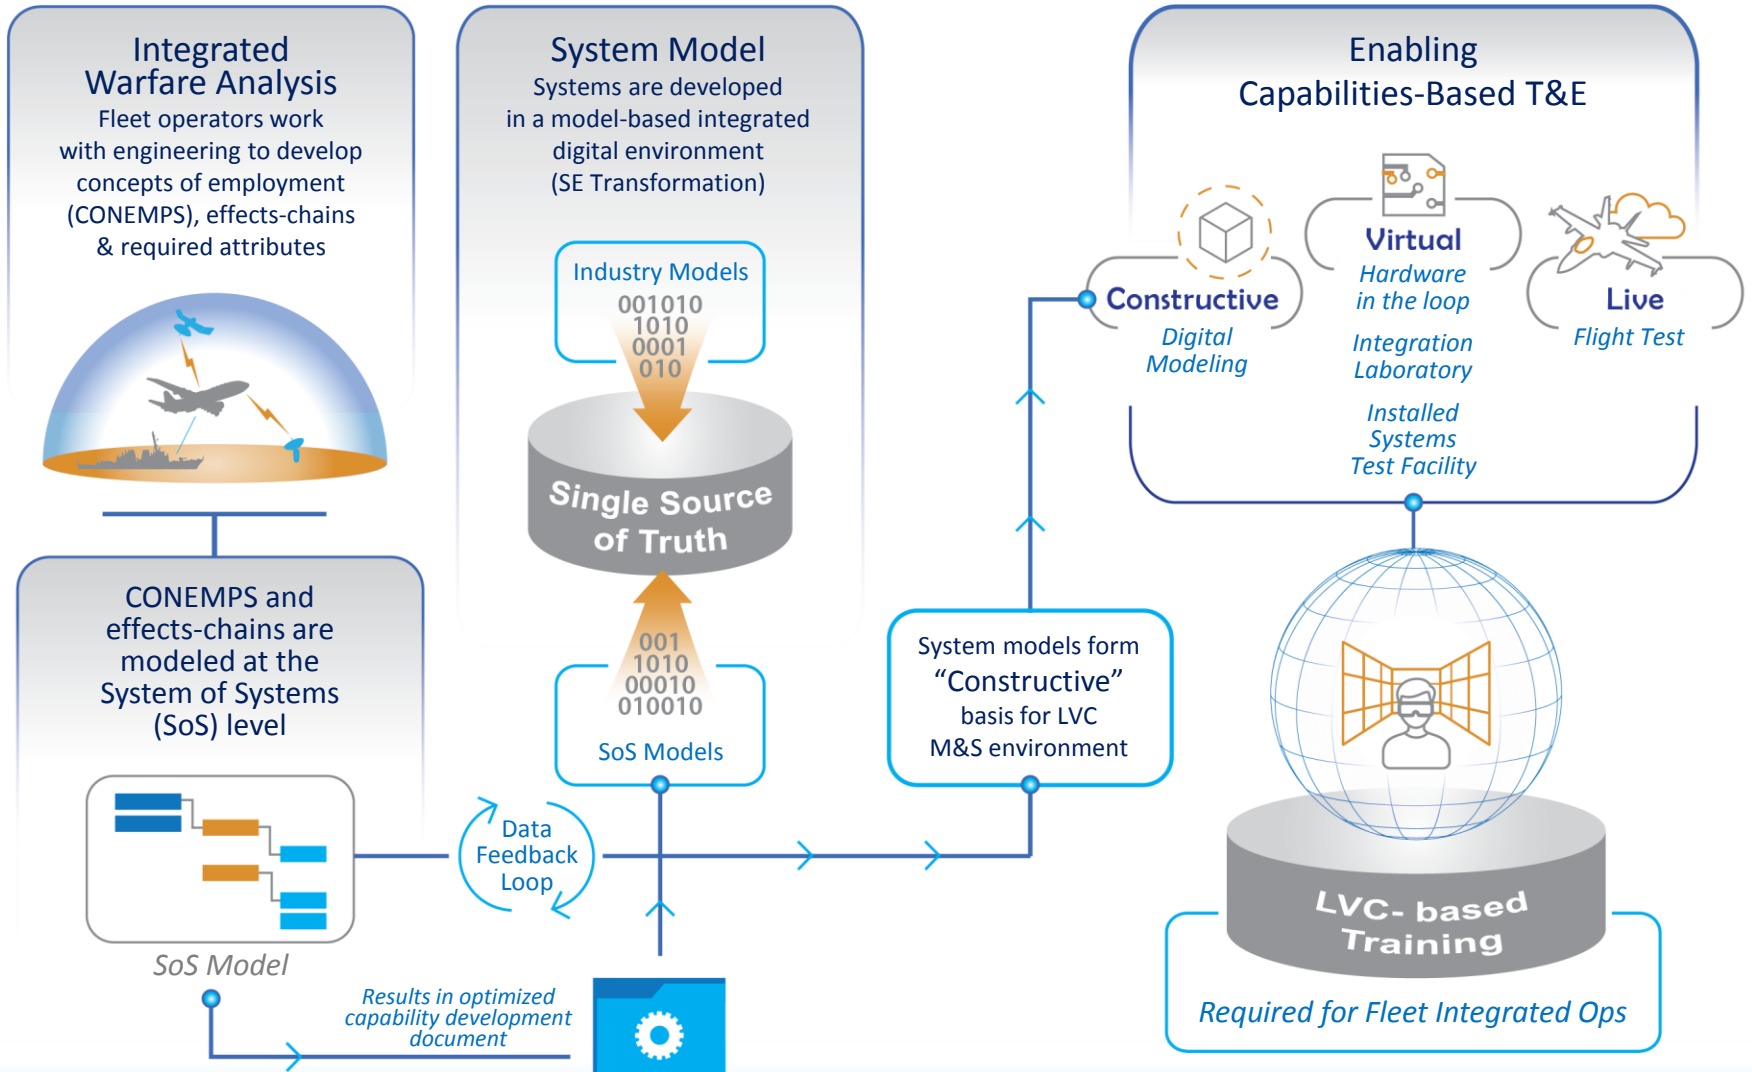 Integrated
Warfare Analysis
Fleet operators work
with engineering to develop
concepts of employment
(CONEMPS), effects-chains
& required attributes
CONEMPS and
effects-chains are
modeled at the
System of Systems
(SoS) level
SoS Model
Results in optimized
capability development
document
Data
Feedback
Loop
System Model
Systems are developed
in a model-based integrated
digital environment
(SE Transformation)
Industry Models
001010
1010
0001
010
Single Source
of Truth
001
1010
00010
010010
SoS Models
System models form
“Constructive”
basis for LVC
M&S environment
Enabling
Capabilities-Based T&E
Constructive
Digital
Modeling
Virtual
Hardware
in the loop
Integration
Laboratory
Installed
Systems
Test Facility
Live
Flight Test
LVC- based
Training
Required for Fleet Integrated Ops